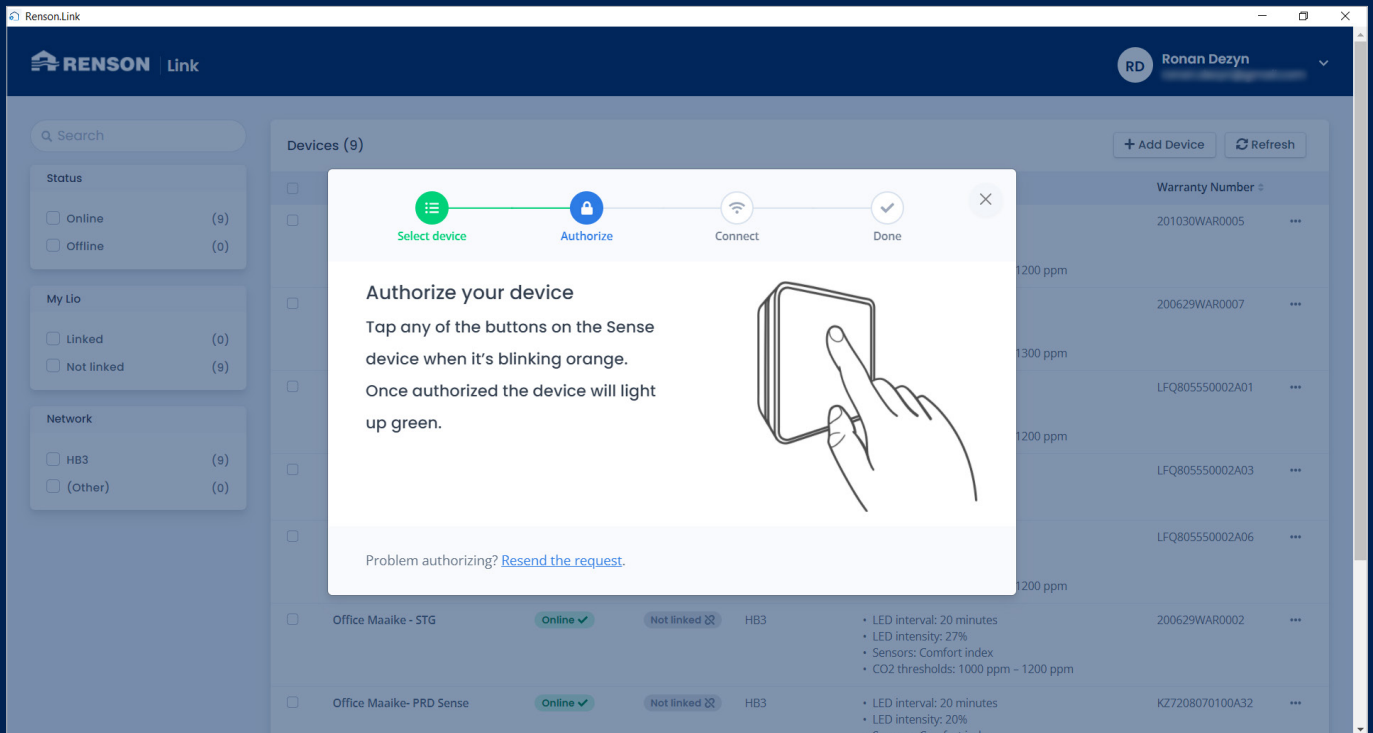 Renson.Link
RENSON Link
RD Ronan Dezyn
Search
Status
Online (9)
Offline (0)
My Lio
Linked (0)
Not linked (9)
Network
HB3 (9)
(Other) (0)
Devices (9)
+ Add Device Refresh
Warranty Number
201030WAR0005
1200 ppm
200629WAR0007
1300 ppm
LFQ805550002A01
1200 ppm
LFQ805550002A03
LFQ805550002A06
1200 ppm
Select device Authorize Connect Done
Authorize your device
Tap any of the buttons on the Sense
device when it's blinking orange.
Once authorized the device will light
up green.
Problem authorizing? Resend the request.
Office Maaike - STG Online Not linked HB3 • LED interval: 20 minutes 200629WAR0002
• LED intensity: 27%
• Sensors: Comfort index
• CO2 thresholds: 1000 ppm – 1200 ppm
Office Maaike- PRD Sense Online Not linked HB3 • LED interval: 20 minutes KZ7208070100A32
• LED intensity: 20%